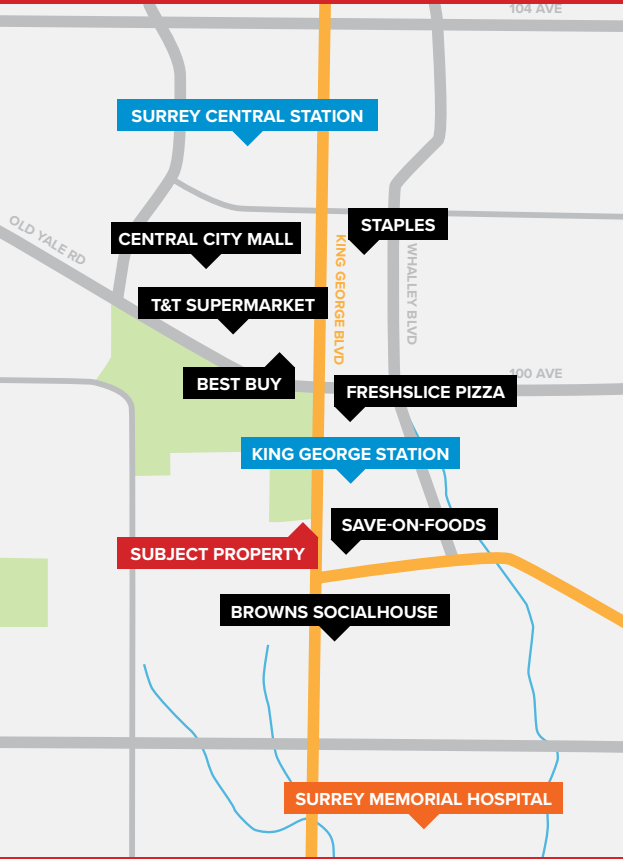 104 AVE
SURREY CENTRAL STATION
OLD YALE RD
CENTRAL CITY MALL
STAPLES
KING GEORGE BLVD
WHALLEY BLVD
T&T SUPERMARKET
BEST BUY
100 AVE
FRESHSLICE PIZZA
KING GEORGE STATION
SAVE-ON-FOODS
SUBJECT PROPERTY
BROWNS SOCIALHOUSE
SURREY MEMORIAL HOSPITAL